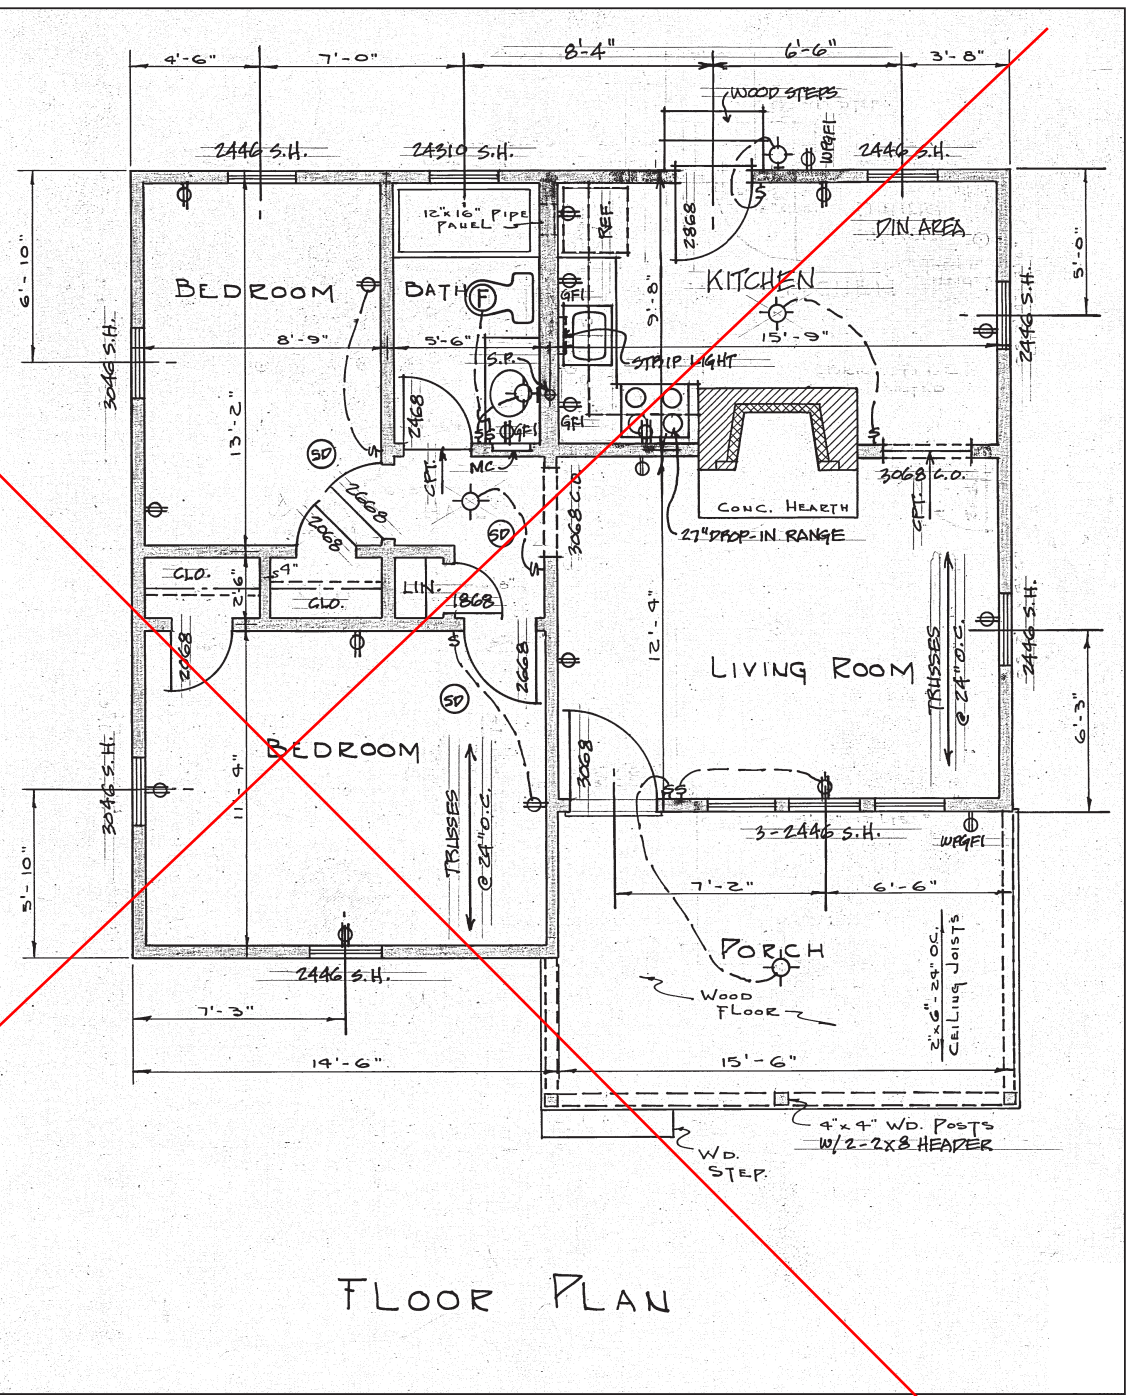 4'-6"
7'-0"
8'-4"
6'-6"
3'-8"
WOOD STEPS
WPGFI
2446 S.H.
24310 S.H.
2446 S.H.
12"x16" PIPE
PANEL
REF.
2868
S
DIN. AREA
6'-10"
5'-0"
BEDROOM
BATH
F
GFI
KITCHEN
9'-8"
2446 S.H.
3046 S.H.
8'-9"
5'-6"
15'-9"
S.P.
STRIP LIGHT
13'-2"
2468
GFI
GFI
SS
S
S
SD
CPT.
MC
3068 C.O.
CPT.
2668
2068
SD
3068 C.O.
CONC. HEARTH
27" DROP-IN RANGE
S
CLO.
4"
S
2'-6"
CLO.
LIN.
1868
12'-4"
2446 S.H.
2068
S
2668
LIVING ROOM
TRUSSES
@ 24" O.C.
SD
6'-3"
BEDROOM
3046 S.H.
11'-4"
3068
SS
TRUSSES
@ 24" O.C.
3-2446 S.H.
WPGFI
5'-10"
7'-2"
6'-6"
PORCH
2446 S.H.
WOOD
FLOOR
2"x6"-24" O.C.
CEILING JOISTS
7'-3"
14'-6"
15'-6"
4"x4" WD. POSTS
W/2-2x8 HEADER
WD.
STEP.
FLOOR PLAN